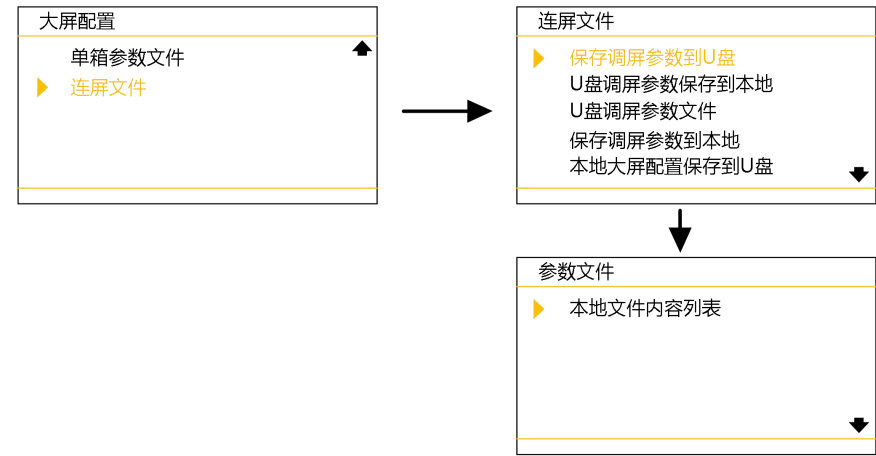 大屏配置
单箱参数文件
连屏文件
连屏文件
保存调屏参数到U盘
U盘调屏参数保存到本地
U盘调屏参数文件
保存调屏参数到本地
本地大屏配置保存到U盘
参数文件
本地文件内容列表